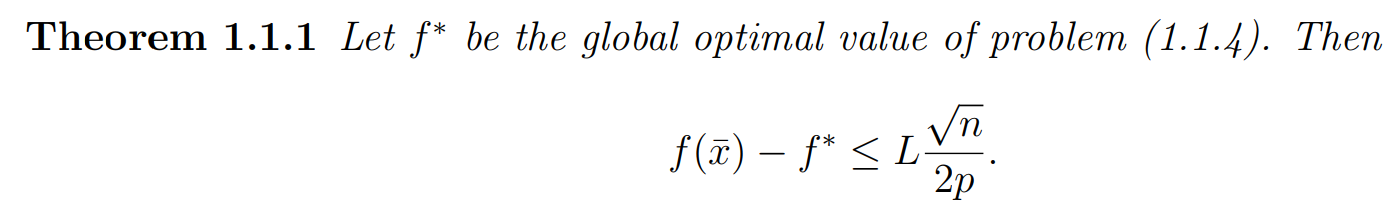 Theorem 1.1.1 Let f* be the global optimal value of problem (1.1.4). Then
f(x̄) − f* ≤ L √n / 2p.